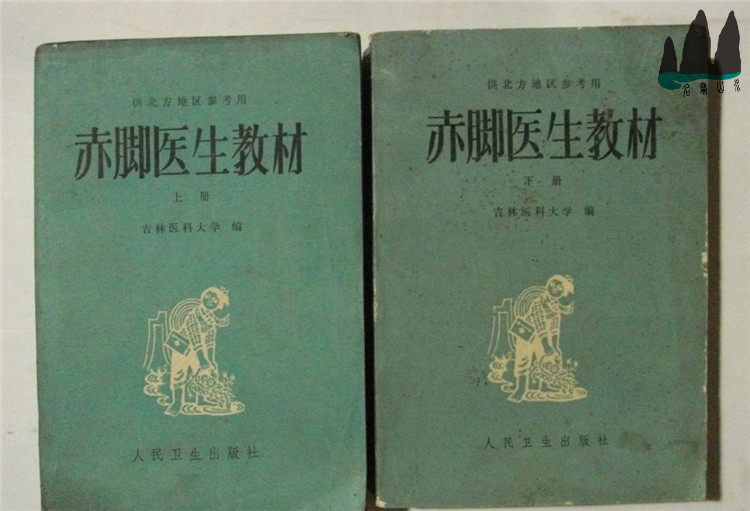 供北方地区参考用
赤脚医生教材
上册
吉林医科大学 编
人民卫生出版社
供北方地区参考用
赤脚医生教材
下册
吉林医科大学 编
人民卫生出版社